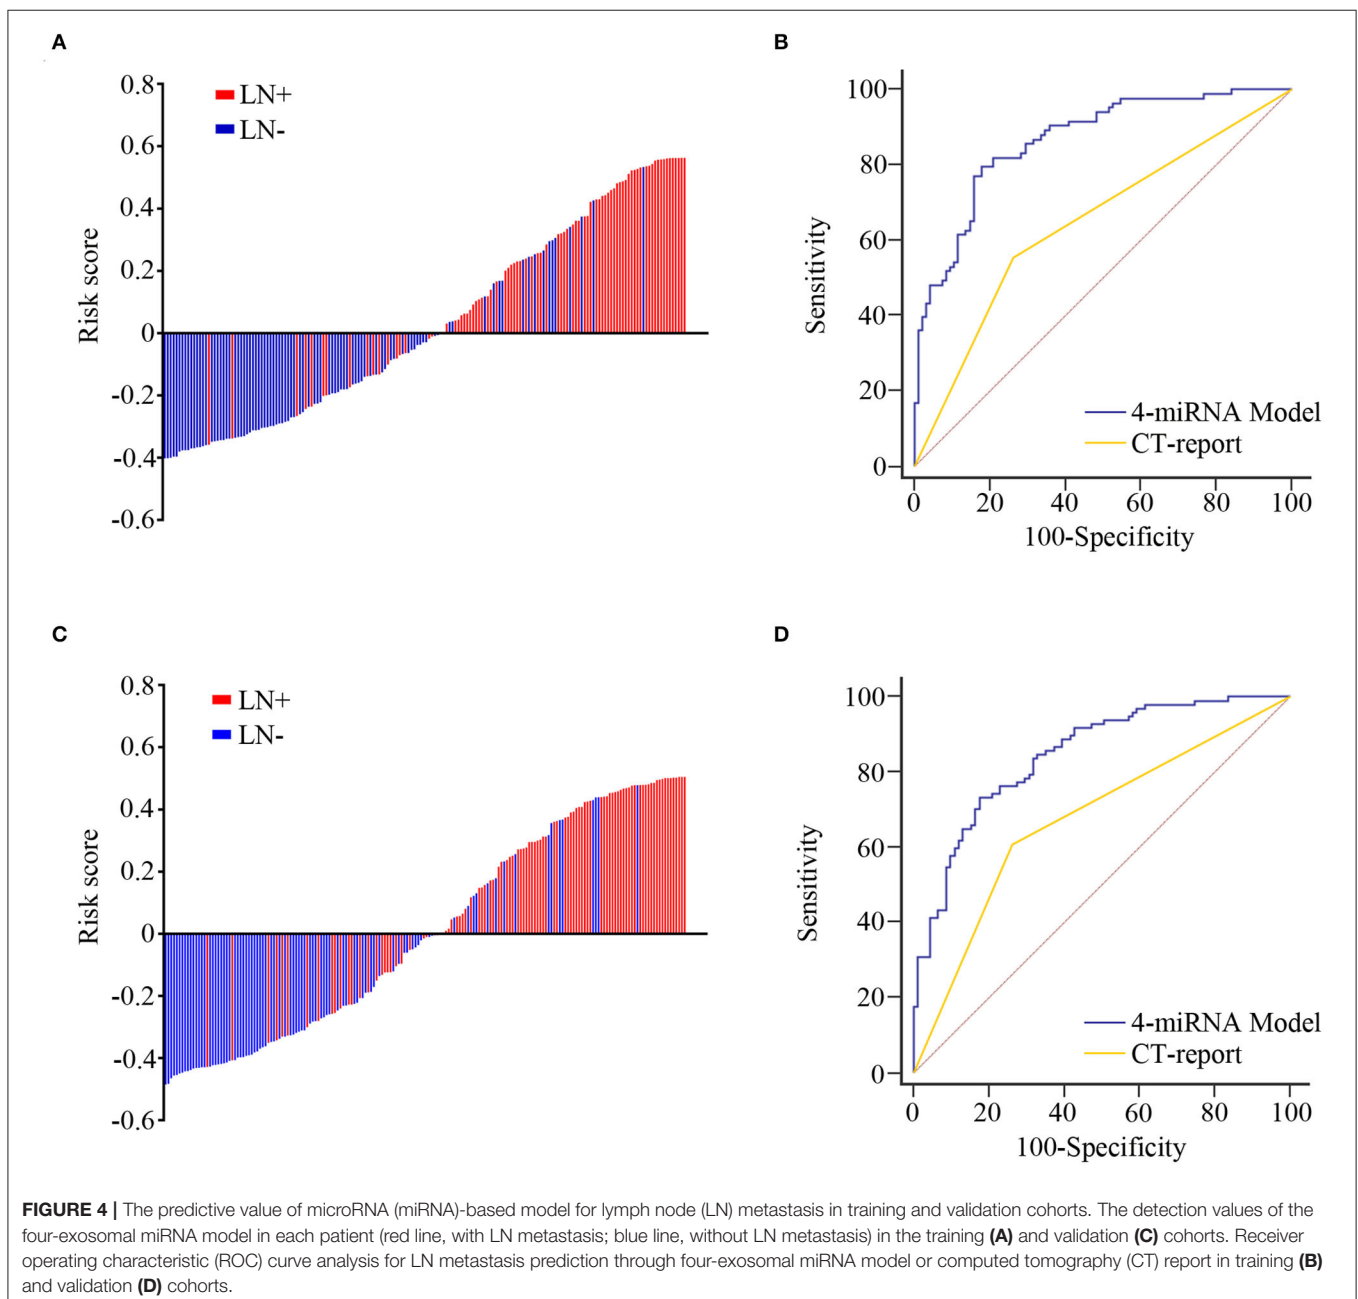 A
0.8
0.6
0.4
0.2
0
-0.2
-0.4
-0.6
Risk score
LN+
LN-
B
100
80
60
40
20
0
Sensitivity
4-miRNA Model
CT-report
0 20 40 60 80 100
100-Specificity
C
0.8
0.6
0.4
0.2
0
-0.2
-0.4
-0.6
Risk score
LN+
LN-
D
100
80
60
40
20
0
Sensitivity
4-miRNA Model
CT-report
0 20 40 60 80 100
100-Specificity
FIGURE 4 | The predictive value of microRNA (miRNA)-based model for lymph node (LN) metastasis in training and validation cohorts. The detection values of the
four-exosomal miRNA model in each patient (red line, with LN metastasis; blue line, without LN metastasis) in the training (A) and validation (C) cohorts. Receiver
operating characteristic (ROC) curve analysis for LN metastasis prediction through four-exosomal miRNA model or computed tomography (CT) report in training (B)
and validation (D) cohorts.